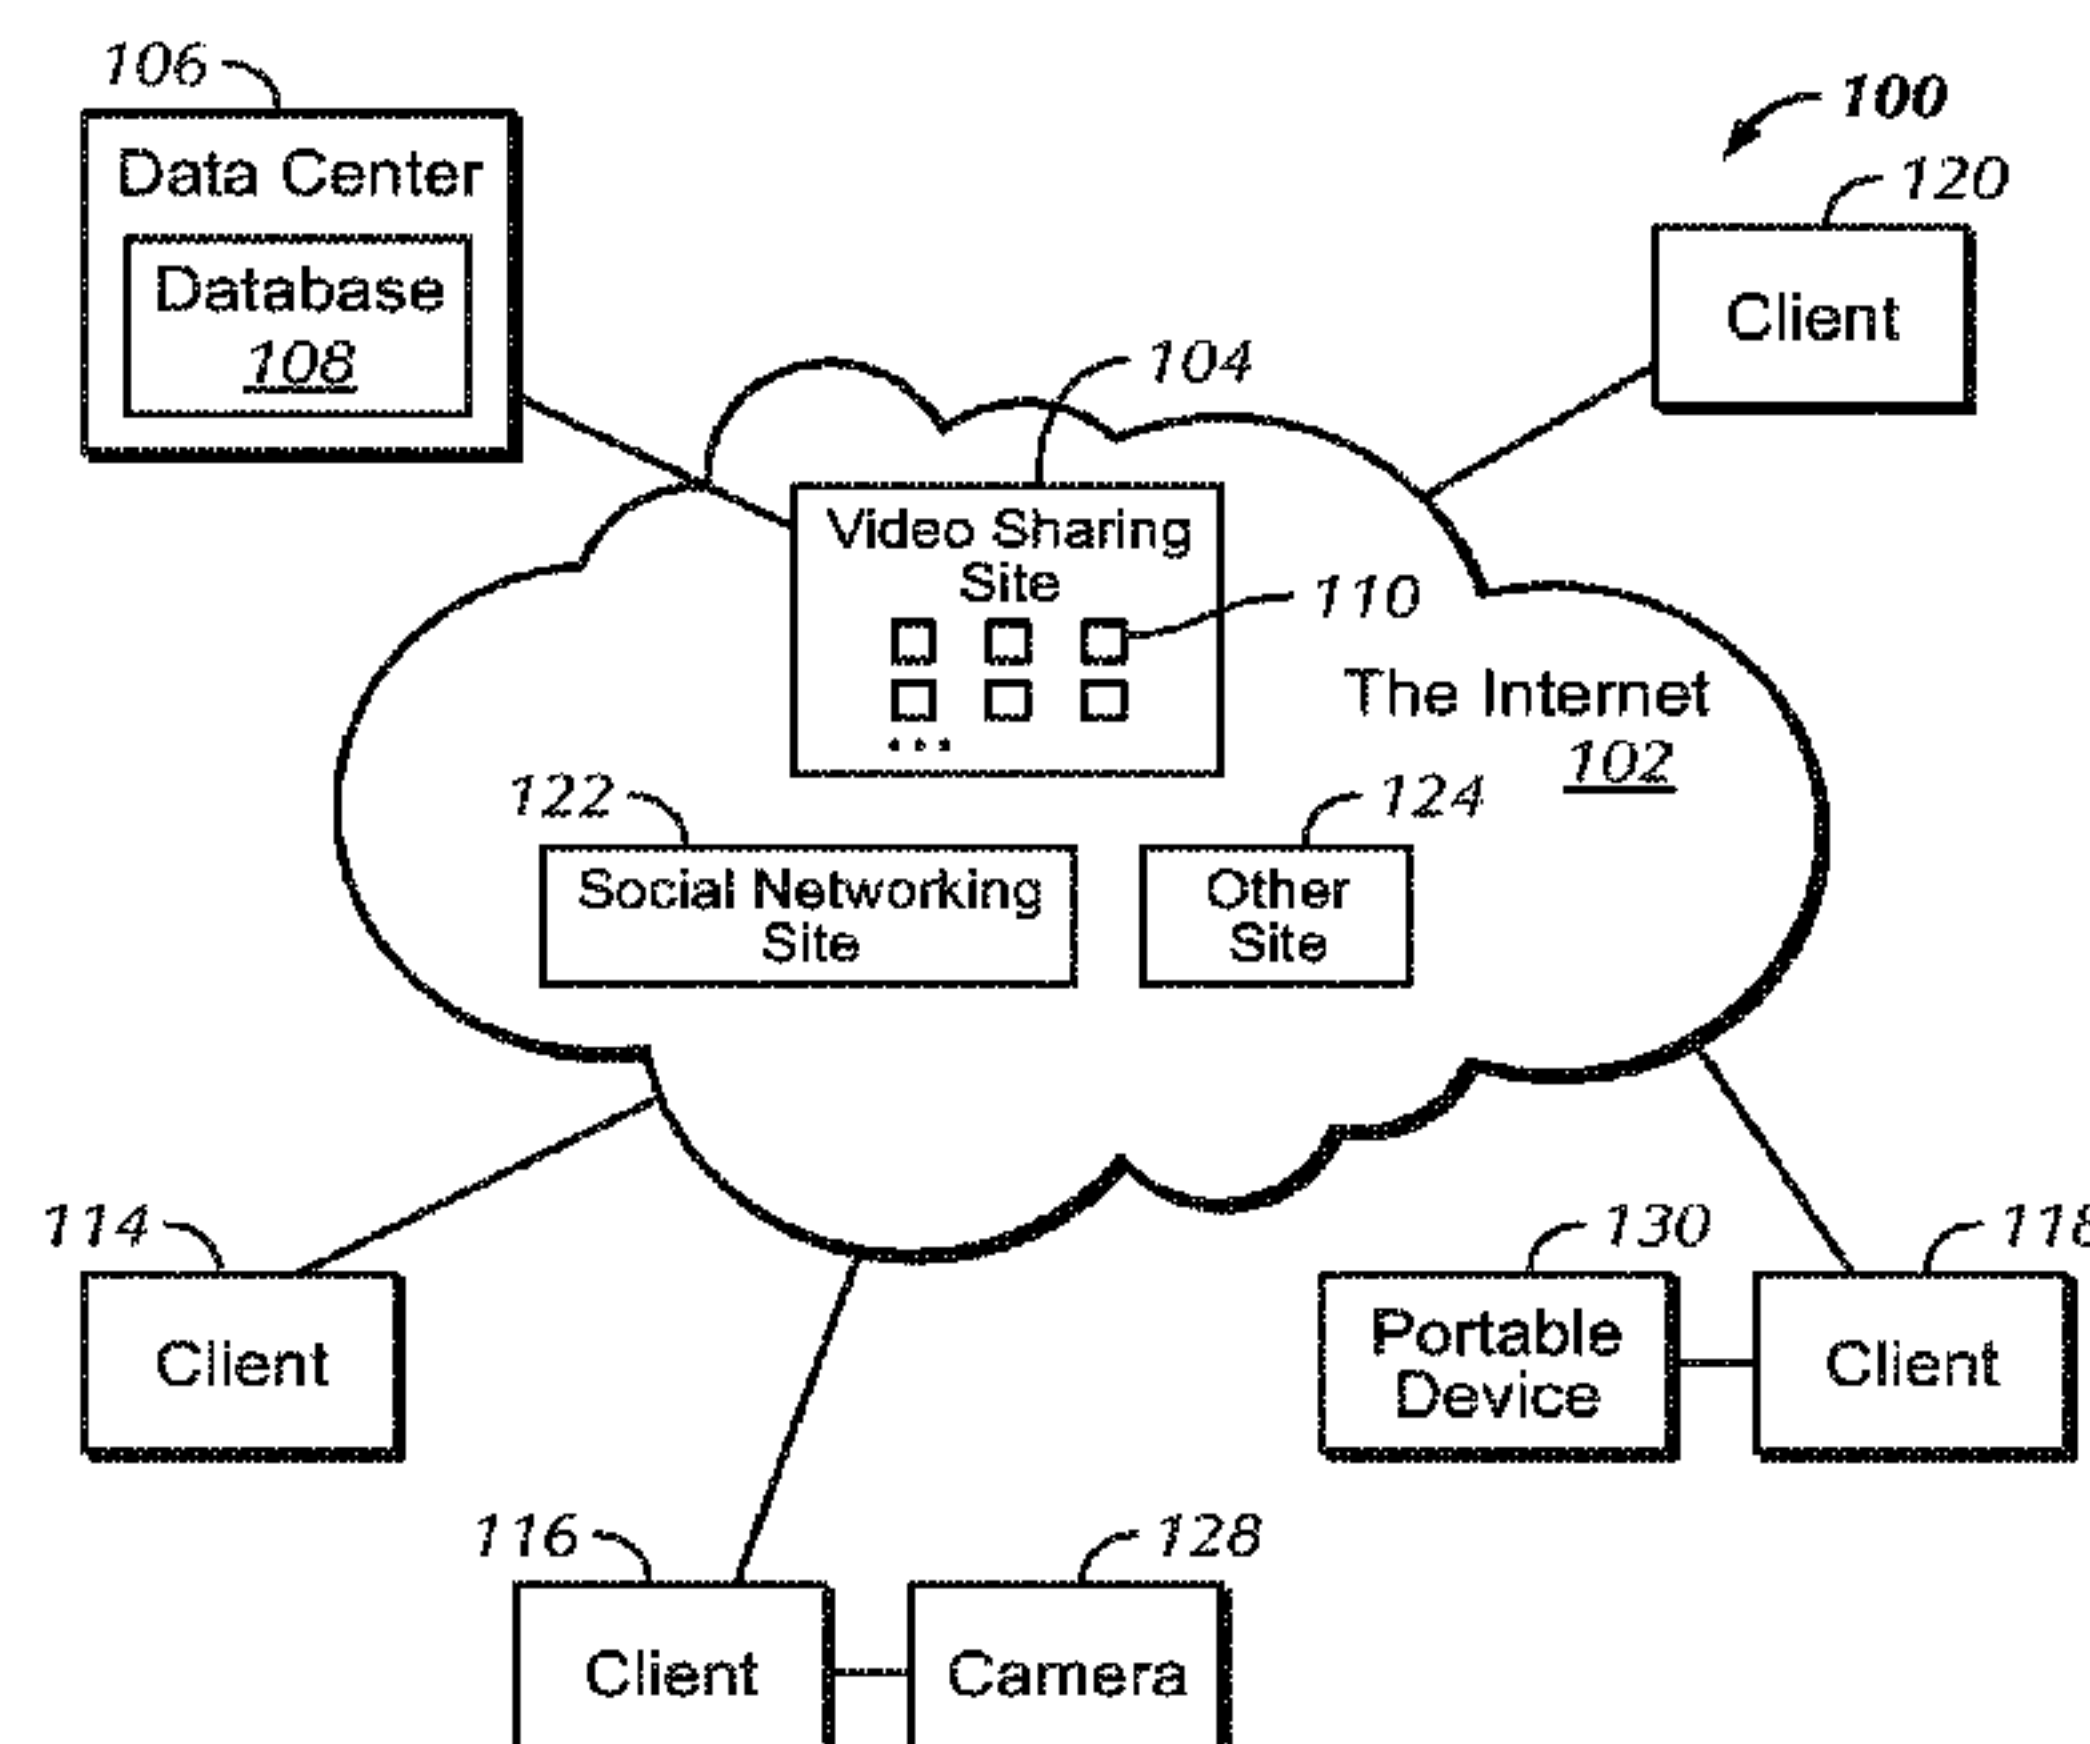 106
100
Data Center
120
Database
108
Client
104
Video Sharing
Site
110
The Internet
102
122
124
Social Networking
Site
Other
Site
114
130
118
Client
Portable
Device
Client
116
128
Client
Camera